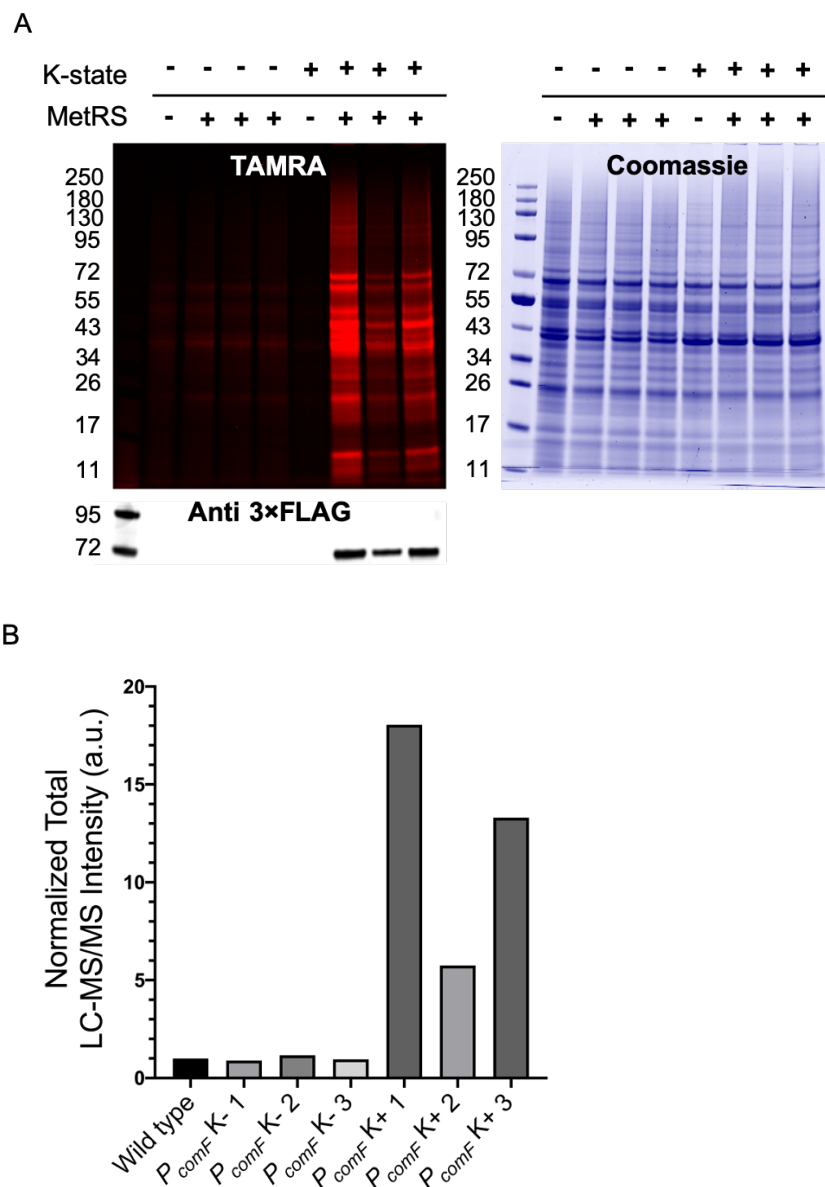 A
K-state - - - - + + + +
MetRS - + + + - + + +
TAMRA
250
180
130
95
72
55
43
34
26
17
11
Anti 3×FLAG
95
72
- - - - + + + +
- + + + - + + +
Coomassie
250
180
130
95
72
55
43
34
26
17
11
B
Normalized Total
LC-MS/MS Intensity (a.u.)
20
15
10
5
0
Wild type
P comF K- 1
P comF K- 2
P comF K- 3
P comF K+ 1
P comF K+ 2
P comF K+ 3